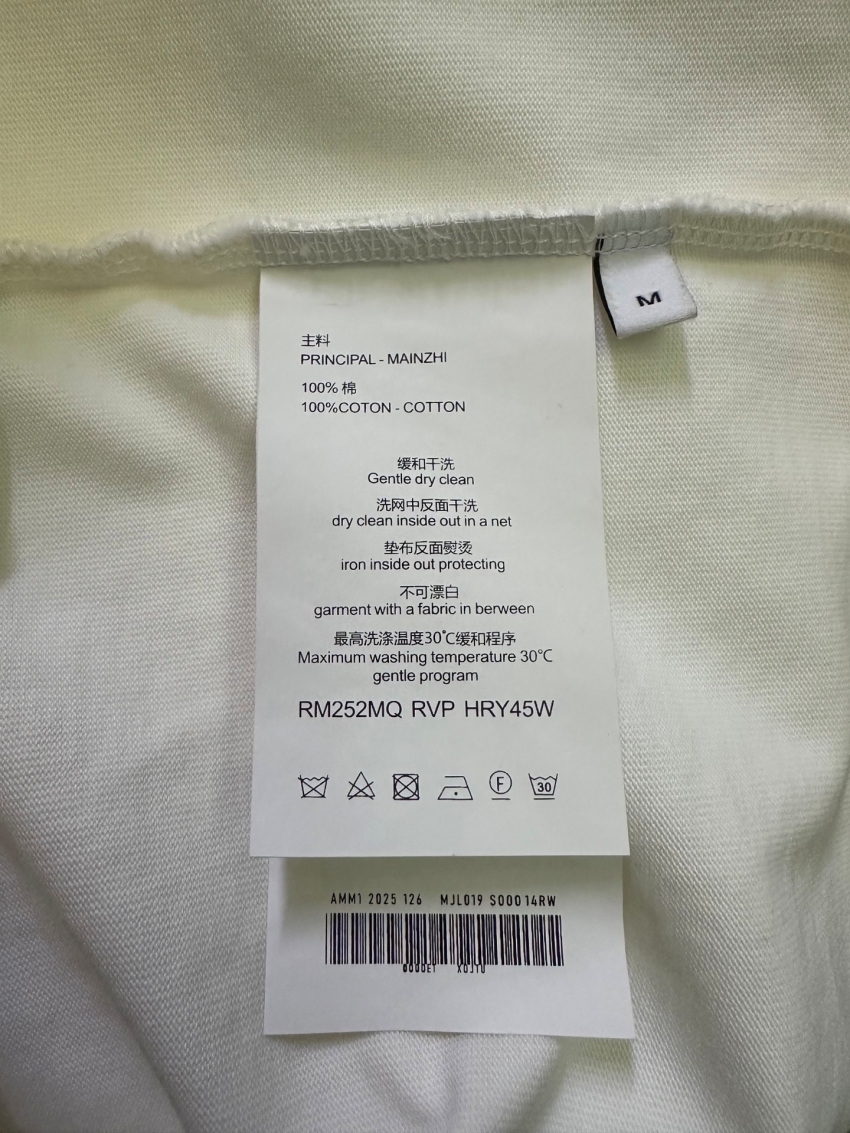 M
主料
PRINCIPAL - MAINZHI
100% 棉
100%COTON - COTTON
缓和干洗
Gentle dry clean
洗网中反面干洗
dry clean inside out in a net
垫布反面熨烫
iron inside out protecting
不可漂白
garment with a fabric in berween
最高洗涤温度30℃缓和程序
Maximum washing temperature 30℃
gentle program
RM252MQ RVP HRY45W
F
30
AMM1 2025 126 MJL019 S00014RW